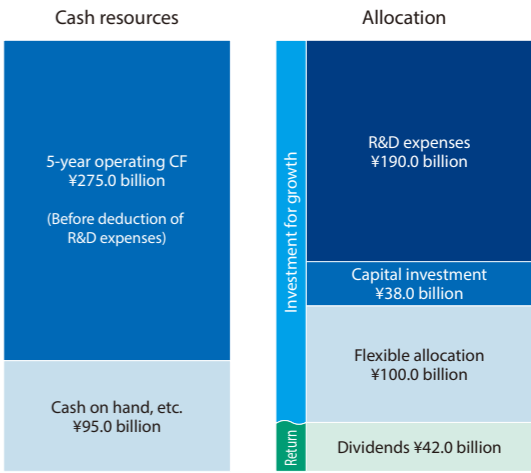 Cash resources
5-year operating CF
¥275.0 billion
(Before deduction of
R&D expenses)
Cash on hand, etc.
¥95.0 billion
Allocation
Investment for growth
Return
R&D expenses
¥190.0 billion
Capital investment
¥38.0 billion
Flexible allocation
¥100.0 billion
Dividends ¥42.0 billion